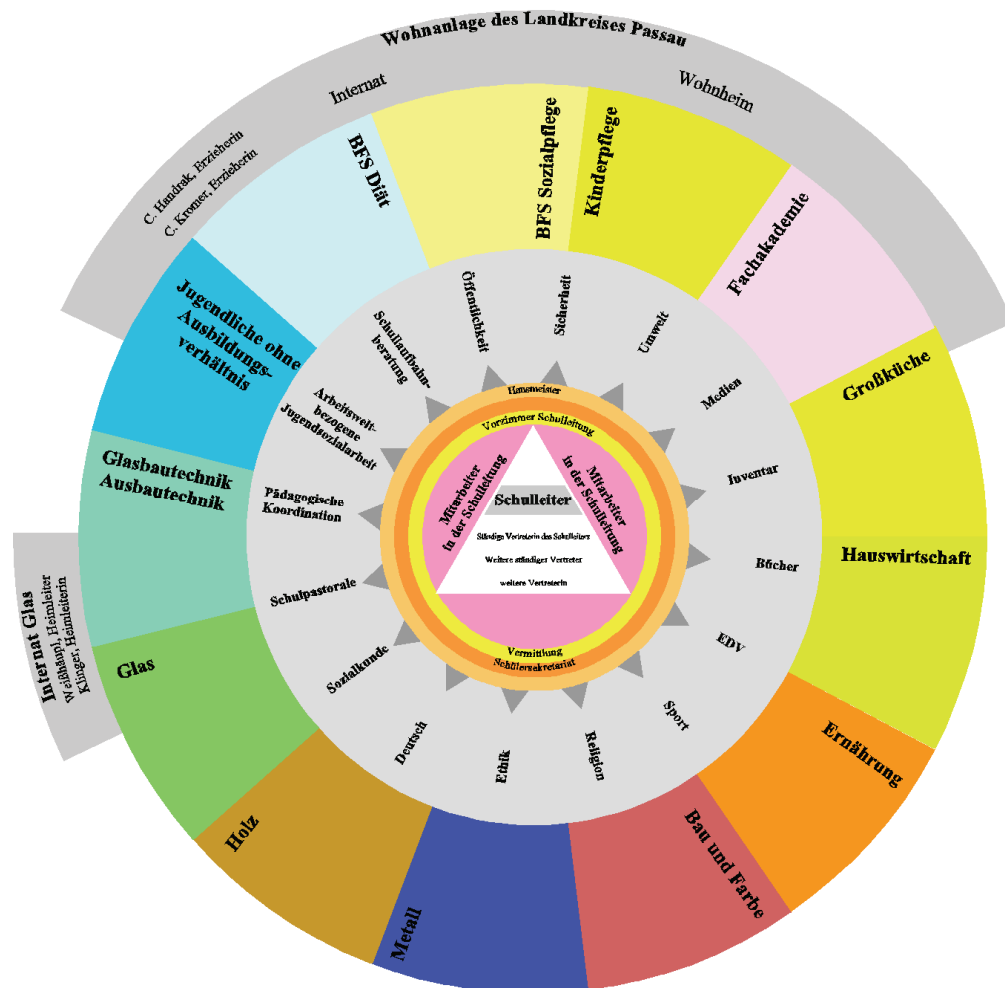 Wohnanlage des Landkreises Passau
Internat
Wohnheim
C. Handrak, Erzieherin
C. Kromer, Erzieherin
BFS Diät
BFS Sozialpflege
Kinderpflege
Fachakademie
Großküche
Hauswirtschaft
Ernährung
Bau und Farbe
Metall
Holz
Glas
Glasbautechnik
Ausbautechnik
Jugendliche ohne
Ausbildungs-
verhältnis
Internat Glas
Weißhäupl, Heimleiter
Klinger, Heimleiterin
Öffentlichkeit
Sicherheit
Umwelt
Medien
Inventar
Bücher
EDV
Sport
Religion
Ethik
Deutsch
Sozialkunde
Schulpastorale
Pädagogische
Koordination
Arbeitswelt-
bezogene
Jugendsozialarbeit
Schullaufbahn-
beratung
Hausmeister
Vorzimmer Schulleitung
Mitarbeiter
in der Schulleitung
Mitarbeiter
in der Schulleitung
Schulleiter
Ständige Vertreterin des Schulleiters
Weitere ständiger Vertreter
weitere Vertreterin
Vermittlung
Schülersekretariat